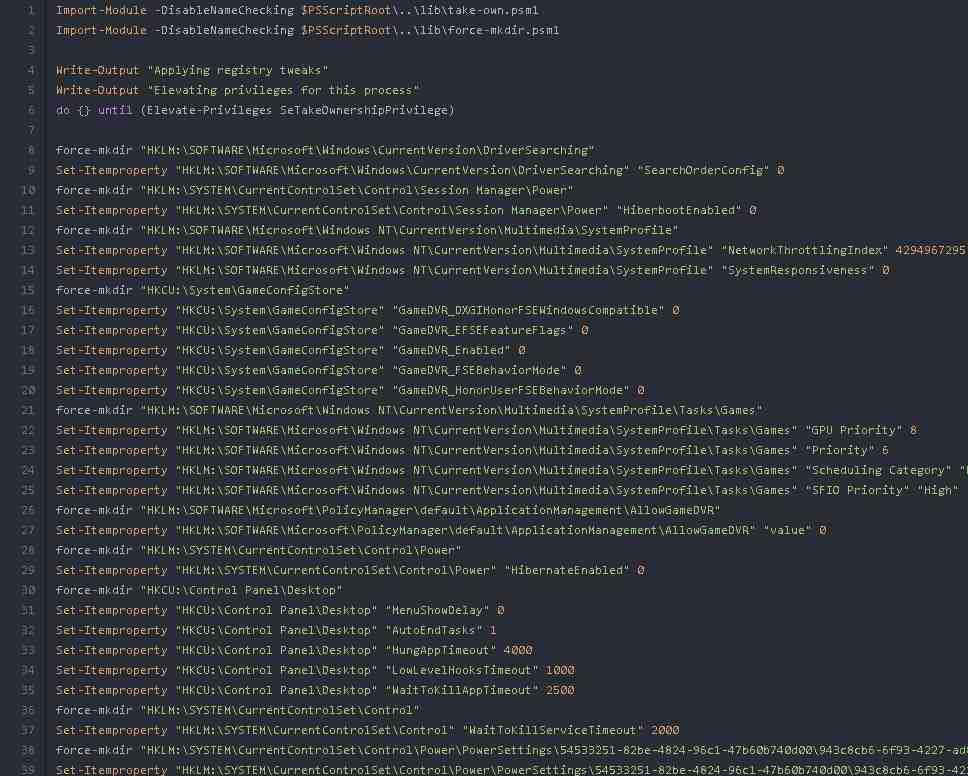 1 Import-Module -DisableNameChecking $PSScriptRoot\..\lib\take-own.psm1
2 Import-Module -DisableNameChecking $PSScriptRoot\..\lib\force-mkdir.psm1
3
4 Write-Output "Applying registry tweaks"
5 Write-Output "Elevating privileges for this process"
6 do {} until (Elevate-Privileges SeTakeOwnershipPrivilege)
7
8 force-mkdir "HKLM:\SOFTWARE\Microsoft\Windows\CurrentVersion\DriverSearching"
9 Set-Itemproperty "HKLM:\SOFTWARE\Microsoft\Windows\CurrentVersion\DriverSearching" "SearchOrderConfig" 0
10 force-mkdir "HKLM:\SYSTEM\CurrentControlSet\Control\Session Manager\Power"
11 Set-Itemproperty "HKLM:\SYSTEM\CurrentControlSet\Control\Session Manager\Power" "HiberbootEnabled" 0
12 force-mkdir "HKLM:\SOFTWARE\Microsoft\Windows NT\CurrentVersion\Multimedia\SystemProfile"
13 Set-Itemproperty "HKLM:\SOFTWARE\Microsoft\Windows NT\CurrentVersion\Multimedia\SystemProfile" "NetworkThrottlingIndex" 4294967295
14 Set-Itemproperty "HKLM:\SOFTWARE\Microsoft\Windows NT\CurrentVersion\Multimedia\SystemProfile" "SystemResponsiveness" 0
15 force-mkdir "HKCU:\System\GameConfigStore"
16 Set-Itemproperty "HKCU:\System\GameConfigStore" "GameDVR_DXGIHonorFSEWindowsCompatible" 0
17 Set-Itemproperty "HKCU:\System\GameConfigStore" "GameDVR_EFSEFeatureFlags" 0
18 Set-Itemproperty "HKCU:\System\GameConfigStore" "GameDVR_Enabled" 0
19 Set-Itemproperty "HKCU:\System\GameConfigStore" "GameDVR_FSEBehaviorMode" 0
20 Set-Itemproperty "HKCU:\System\GameConfigStore" "GameDVR_HonorUserFSEBehaviorMode" 0
21 force-mkdir "HKLM:\SOFTWARE\Microsoft\Windows NT\CurrentVersion\Multimedia\SystemProfile\Tasks\Games"
22 Set-Itemproperty "HKLM:\SOFTWARE\Microsoft\Windows NT\CurrentVersion\Multimedia\SystemProfile\Tasks\Games" "GPU Priority" 8
23 Set-Itemproperty "HKLM:\SOFTWARE\Microsoft\Windows NT\CurrentVersion\Multimedia\SystemProfile\Tasks\Games" "Priority" 6
24 Set-Itemproperty "HKLM:\SOFTWARE\Microsoft\Windows NT\CurrentVersion\Multimedia\SystemProfile\Tasks\Games" "Scheduling Category"
25 Set-Itemproperty "HKLM:\SOFTWARE\Microsoft\Windows NT\CurrentVersion\Multimedia\SystemProfile\Tasks\Games" "SFIO Priority" "High"
26 force-mkdir "HKLM:\SOFTWARE\Microsoft\PolicyManager\default\ApplicationManagement\AllowGameDVR"
27 Set-Itemproperty "HKLM:\SOFTWARE\Microsoft\PolicyManager\default\ApplicationManagement\AllowGameDVR" "value" 0
28 force-mkdir "HKLM:\SYSTEM\CurrentControlSet\Control\Power"
29 Set-Itemproperty "HKLM:\SYSTEM\CurrentControlSet\Control\Power" "HibernateEnabled" 0
30 force-mkdir "HKCU:\Control Panel\Desktop"
31 Set-Itemproperty "HKCU:\Control Panel\Desktop" "MenuShowDelay" 0
32 Set-Itemproperty "HKCU:\Control Panel\Desktop" "AutoEndTasks" 1
33 Set-Itemproperty "HKCU:\Control Panel\Desktop" "HungAppTimeout" 4000
34 Set-Itemproperty "HKCU:\Control Panel\Desktop" "LowLevelHooksTimeout" 1000
35 Set-Itemproperty "HKCU:\Control Panel\Desktop" "WaitToKillAppTimeout" 2500
36 force-mkdir "HKLM:\SYSTEM\CurrentControlSet\Control"
37 Set-Itemproperty "HKLM:\SYSTEM\CurrentControlSet\Control" "WaitToKillServiceTimeout" 2000
38 force-mkdir "HKLM:\SYSTEM\CurrentControlSet\Control\Power\PowerSettings\54533251-82be-4824-96c1-47b60b740d00\943c8cb6-6f93-4227-ad
39 Set-Itemproperty "HKLM:\SYSTEM\CurrentControlSet\Control\Power\PowerSettings\54533251-82be-4824-96c1-47b60b740d00\943c8cb6-6f93-422